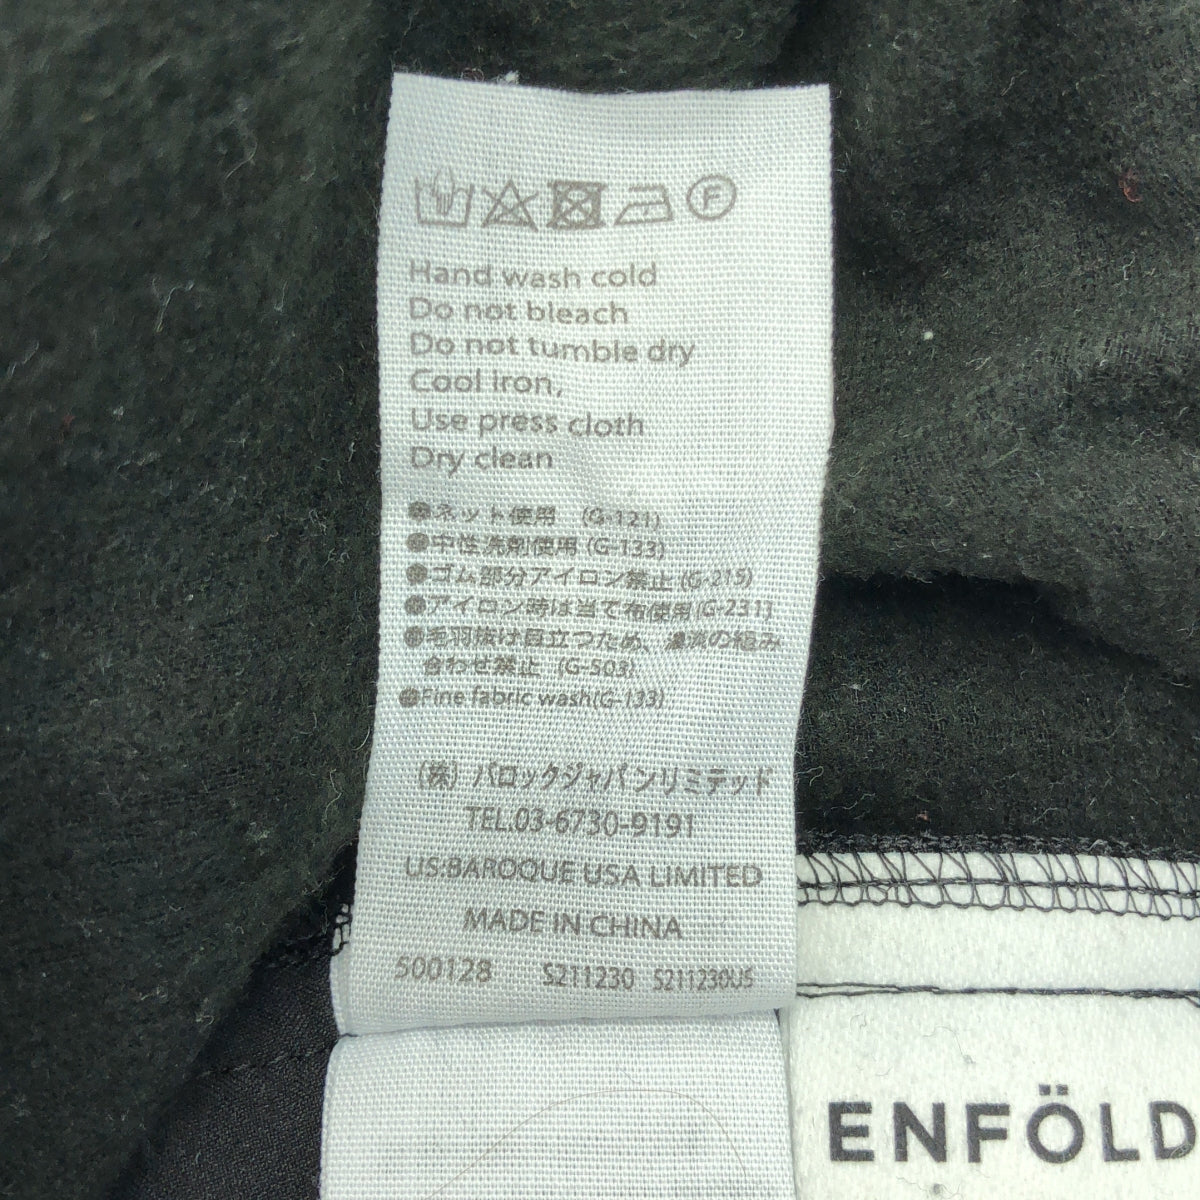 F
Hand wash cold
Do not bleach
Do not tumble dry
Cool iron,
Use press cloth
Dry clean
●ネット使用 (G-121)
●中性洗剤使用 (G-133)
●ゴム部分アイロン禁止 (G-215)
●アイロン時は当て布使用(G-231)
●毛羽抜け目立つため、濃淡の組み
合わせ禁止 (G-503)
●Fine fabric wash(G-133)
(株) バロックジャパンリミテッド
TEL.03-6730-9191
US:BAROQUE USA LIMITED
MADE IN CHINA
500128 S211230 S211230US
ENFÖLD